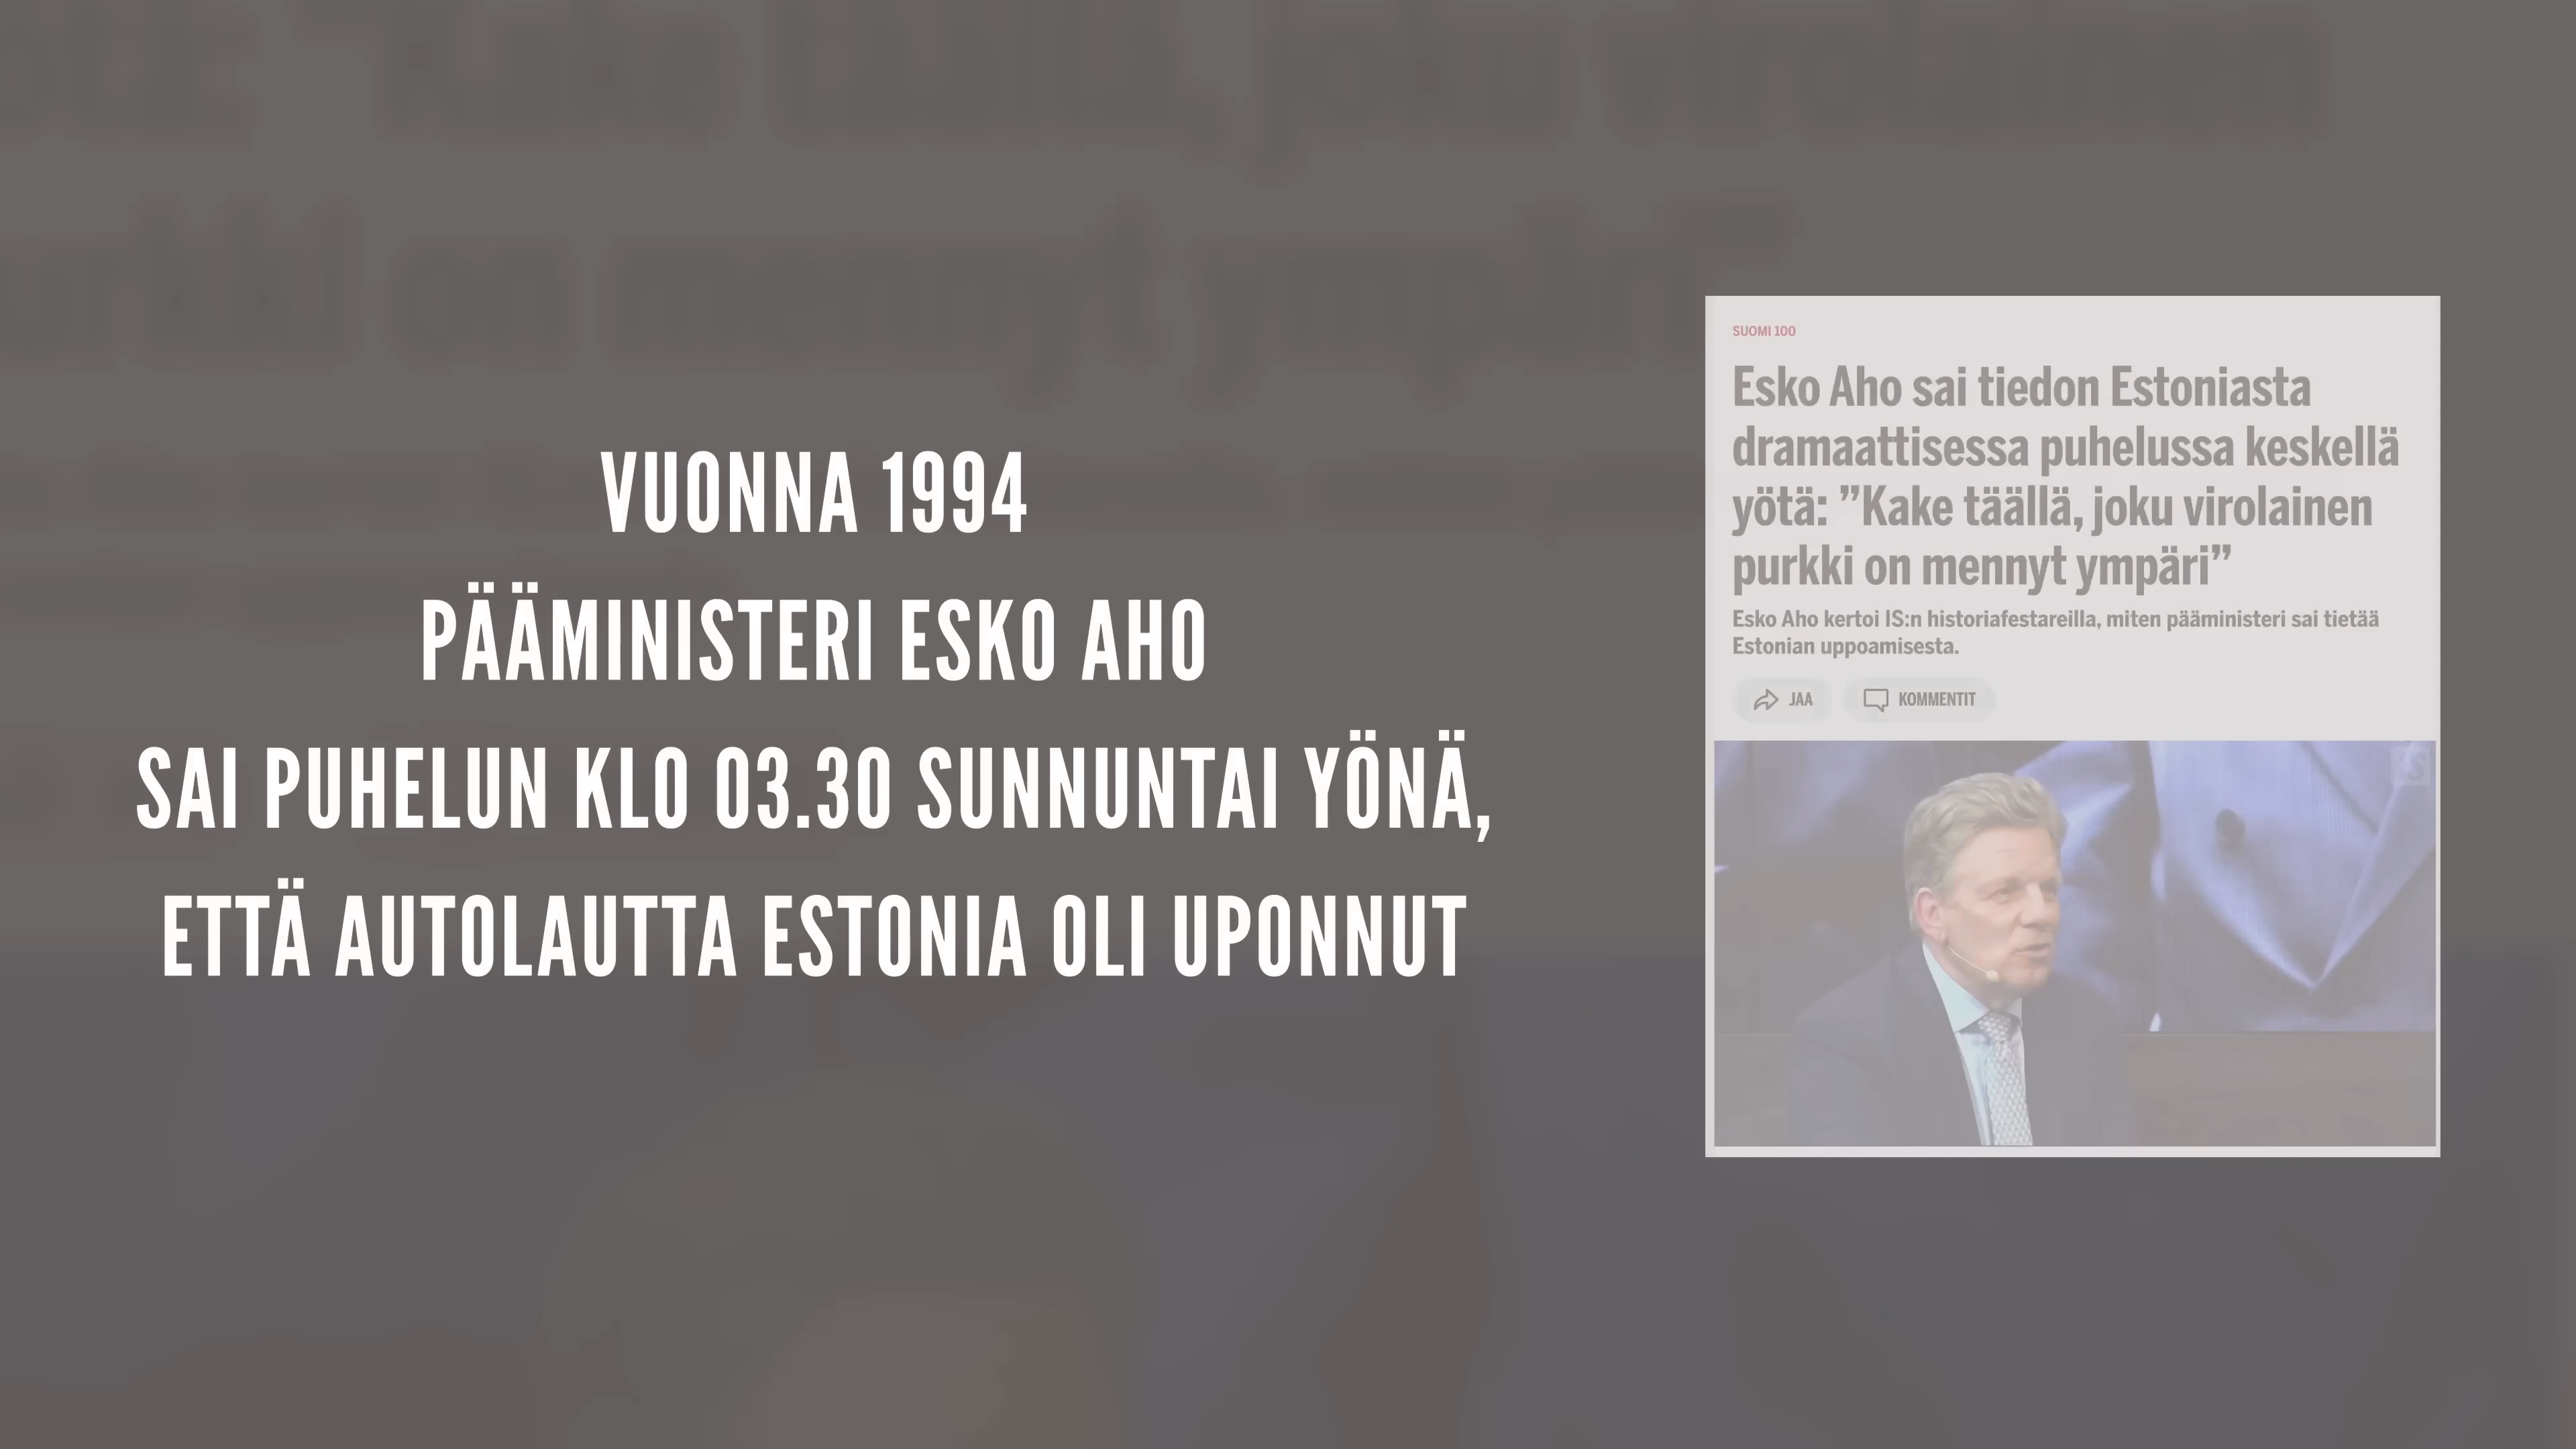 VUONNA 1994
PÄÄMINISTERI ESKO AHO
SAI PUHELUN KLO 03.30 SUNNUNTAI YÖNÄ,
ETTÄ AUTOLAUTTA ESTONIA OLI UPONNUT
SUOMI 100
Esko Aho sai tiedon Estoniasta
dramaattisessa puhelussa keskellä
yötä: ”Kake täällä, joku virolainen
purkki on mennyt ympäri”
Esko Aho kertoi IS:n historiafestareilla, miten pääministeri sai tietää
Estonian uppoamisesta.
JAA
KOMMENTIT
IS